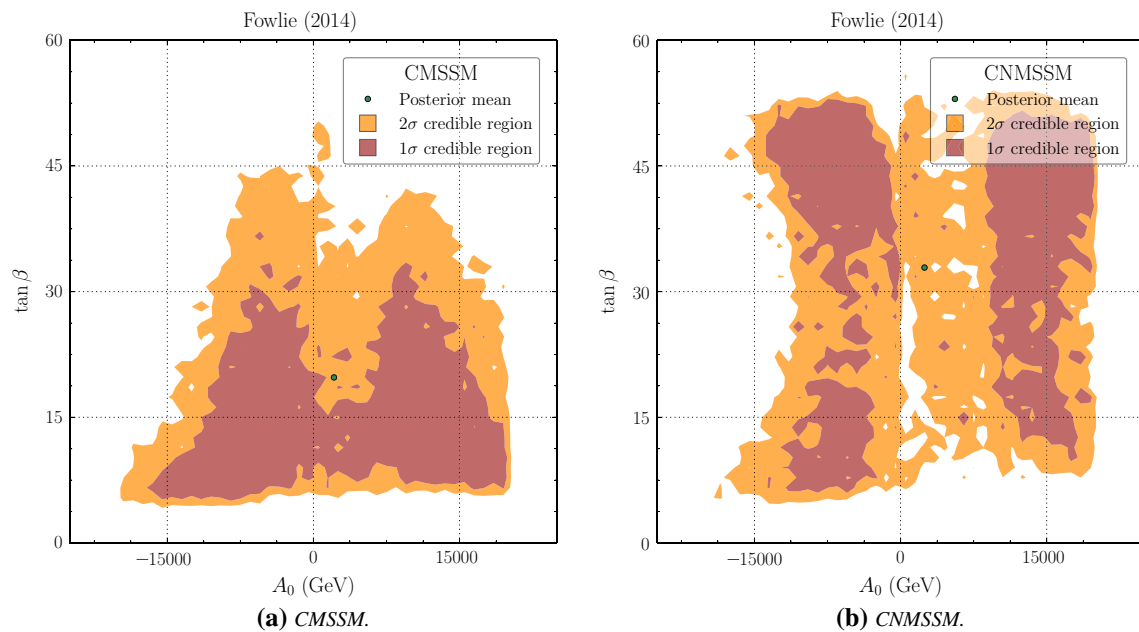 Fowlie (2014)
60
45
30
15
0
tan β
CMSSM
Posterior mean
2σ credible region
1σ credible region
−15000 0 15000
A₀ (GeV)
(a) CMSSM.
Fowlie (2014)
60
45
30
15
0
tan β
CNMSSM
Posterior mean
2σ credible region
1σ credible region
−15000 0 15000
A₀ (GeV)
(b) CNMSSM.